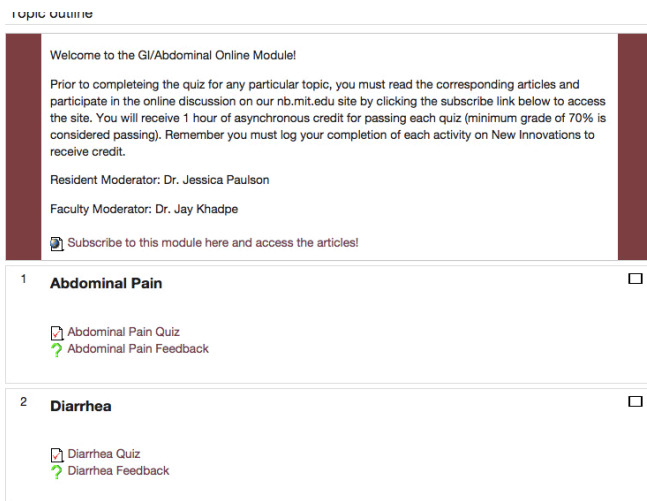 Topic outline
Welcome to the GI/Abdominal Online Module!
Prior to completeing the quiz for any particular topic, you must read the corresponding articles and
participate in the online discussion on our nb.mit.edu site by clicking the subscribe link below to access
the site. You will receive 1 hour of asynchronous credit for passing each quiz (minimum grade of 70% is
considered passing). Remember you must log your completion of each activity on New Innovations to
receive credit.
Resident Moderator: Dr. Jessica Paulson
Faculty Moderator: Dr. Jay Khadpe
Subscribe to this module here and access the articles!
1 Abdominal Pain
Abdominal Pain Quiz
Abdominal Pain Feedback
2 Diarrhea
Diarrhea Quiz
Diarrhea Feedback